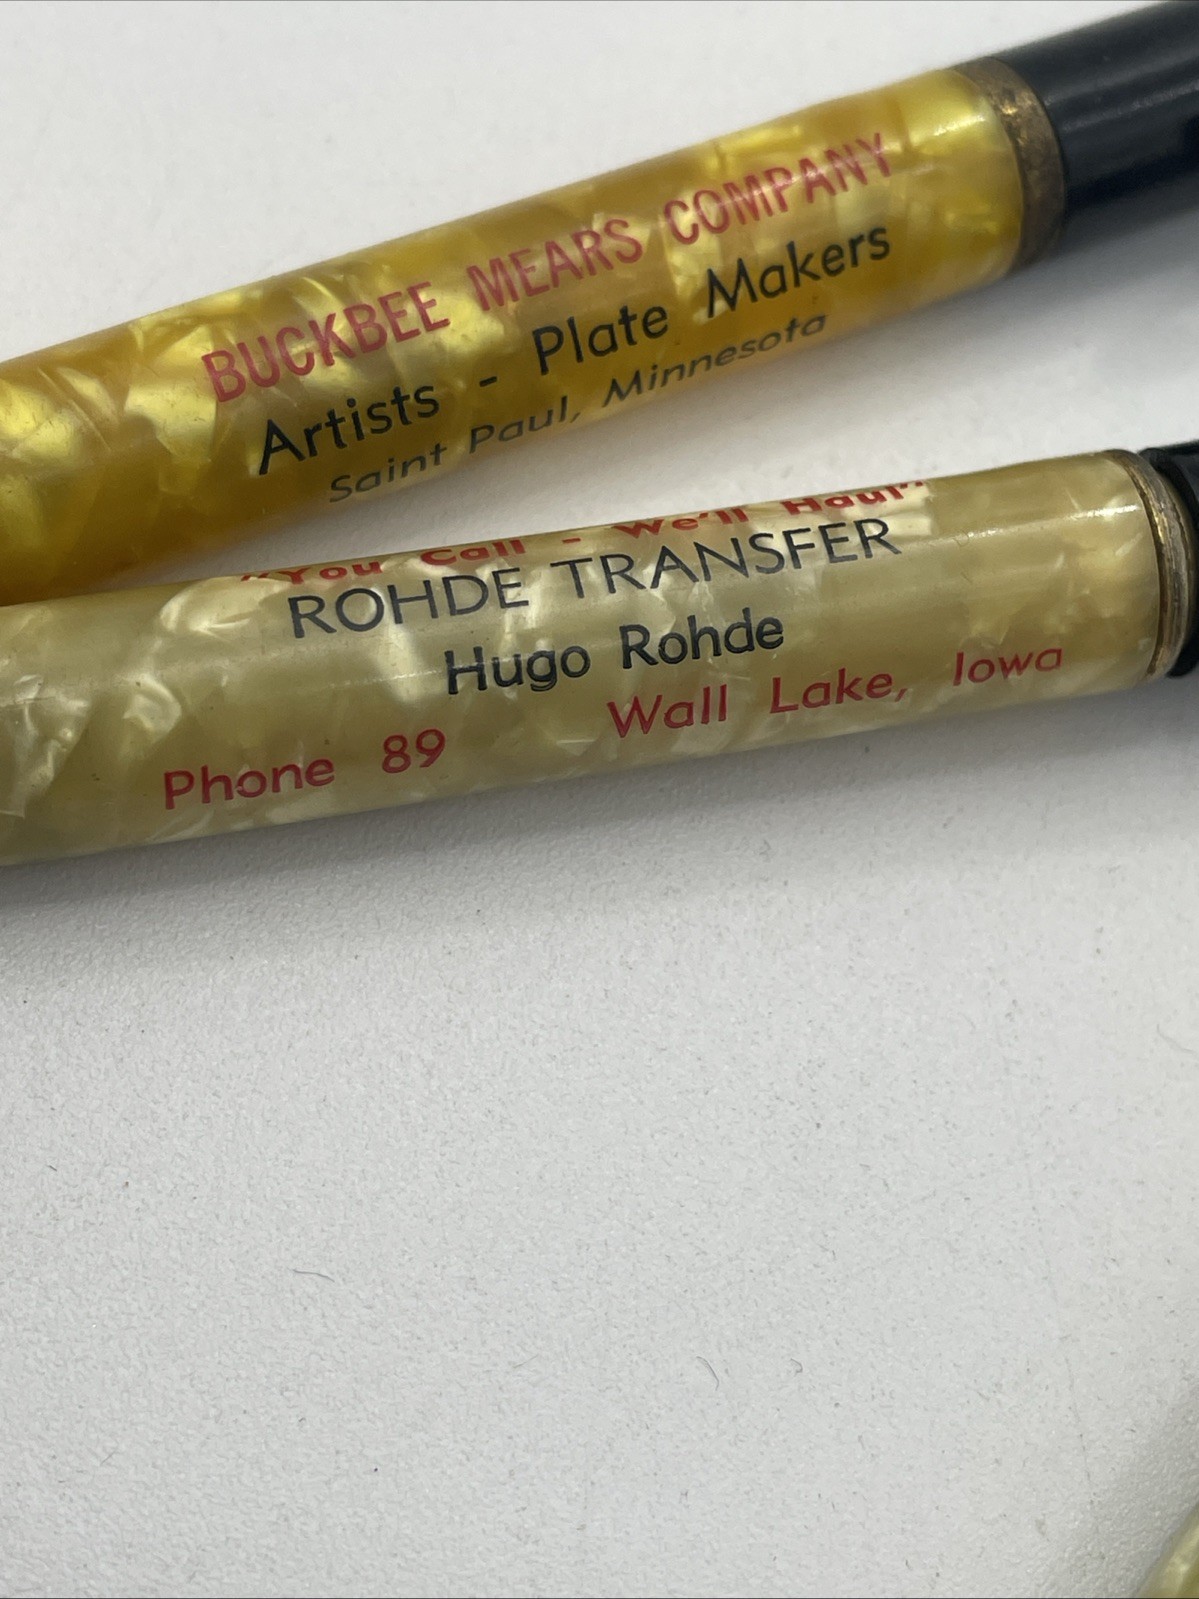 BUCKBEE MEARS COMPANY
Artists - Plate Makers
Saint Paul, Minnesota
"You Call - We'll Haul"
ROHDE TRANSFER
Hugo Rohde
Phone 89 Wall Lake, Iowa